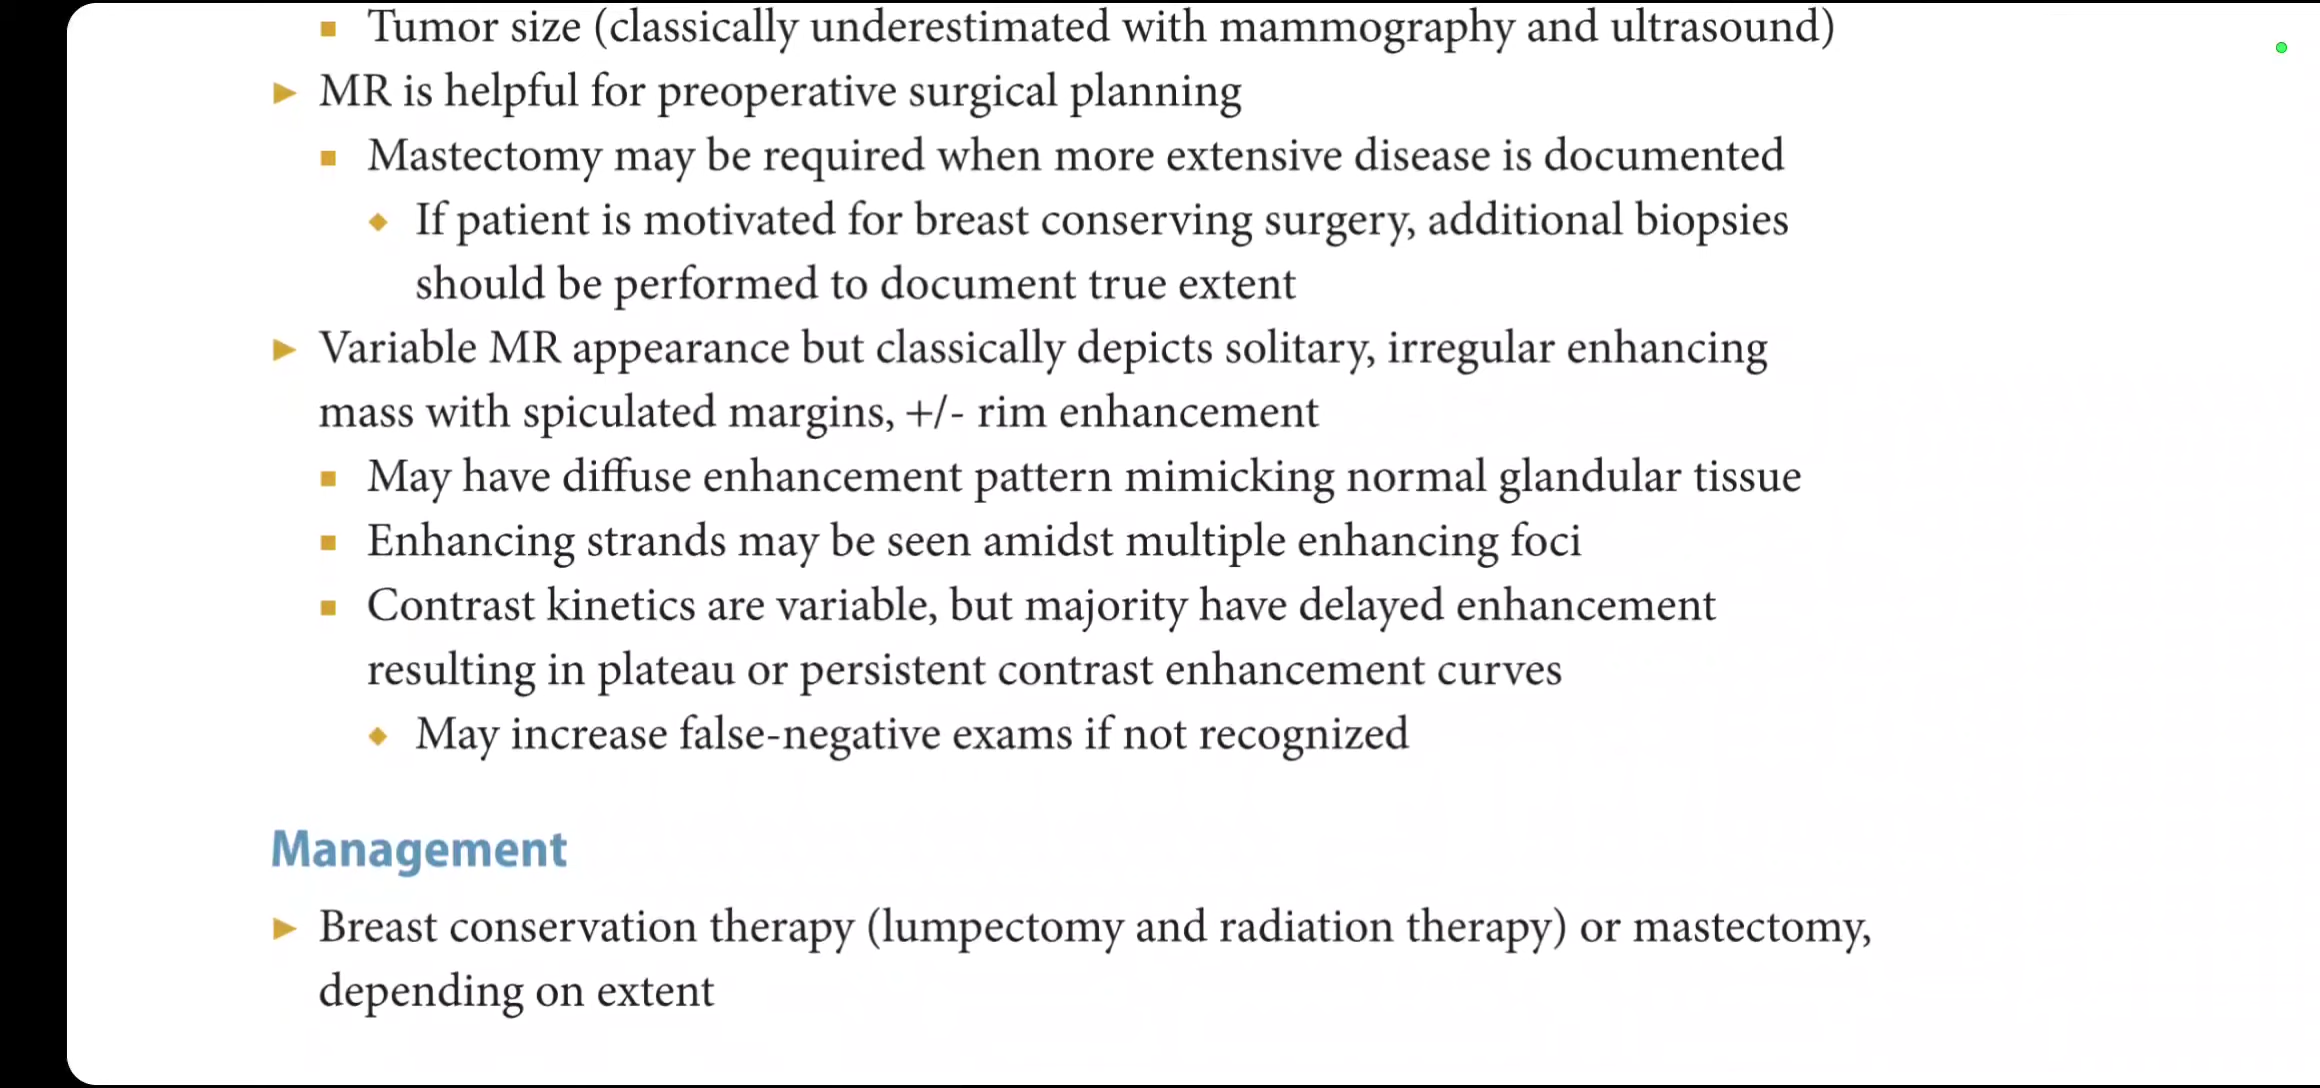 ■ Tumor size (classically underestimated with mammography and ultrasound)
► MR is helpful for preoperative surgical planning
■ Mastectomy may be required when more extensive disease is documented
◆ If patient is motivated for breast conserving surgery, additional biopsies
should be performed to document true extent
► Variable MR appearance but classically depicts solitary, irregular enhancing
mass with spiculated margins, +/- rim enhancement
■ May have diffuse enhancement pattern mimicking normal glandular tissue
■ Enhancing strands may be seen amidst multiple enhancing foci
■ Contrast kinetics are variable, but majority have delayed enhancement
resulting in plateau or persistent contrast enhancement curves
◆ May increase false-negative exams if not recognized
Management
► Breast conservation therapy (lumpectomy and radiation therapy) or mastectomy,
depending on extent